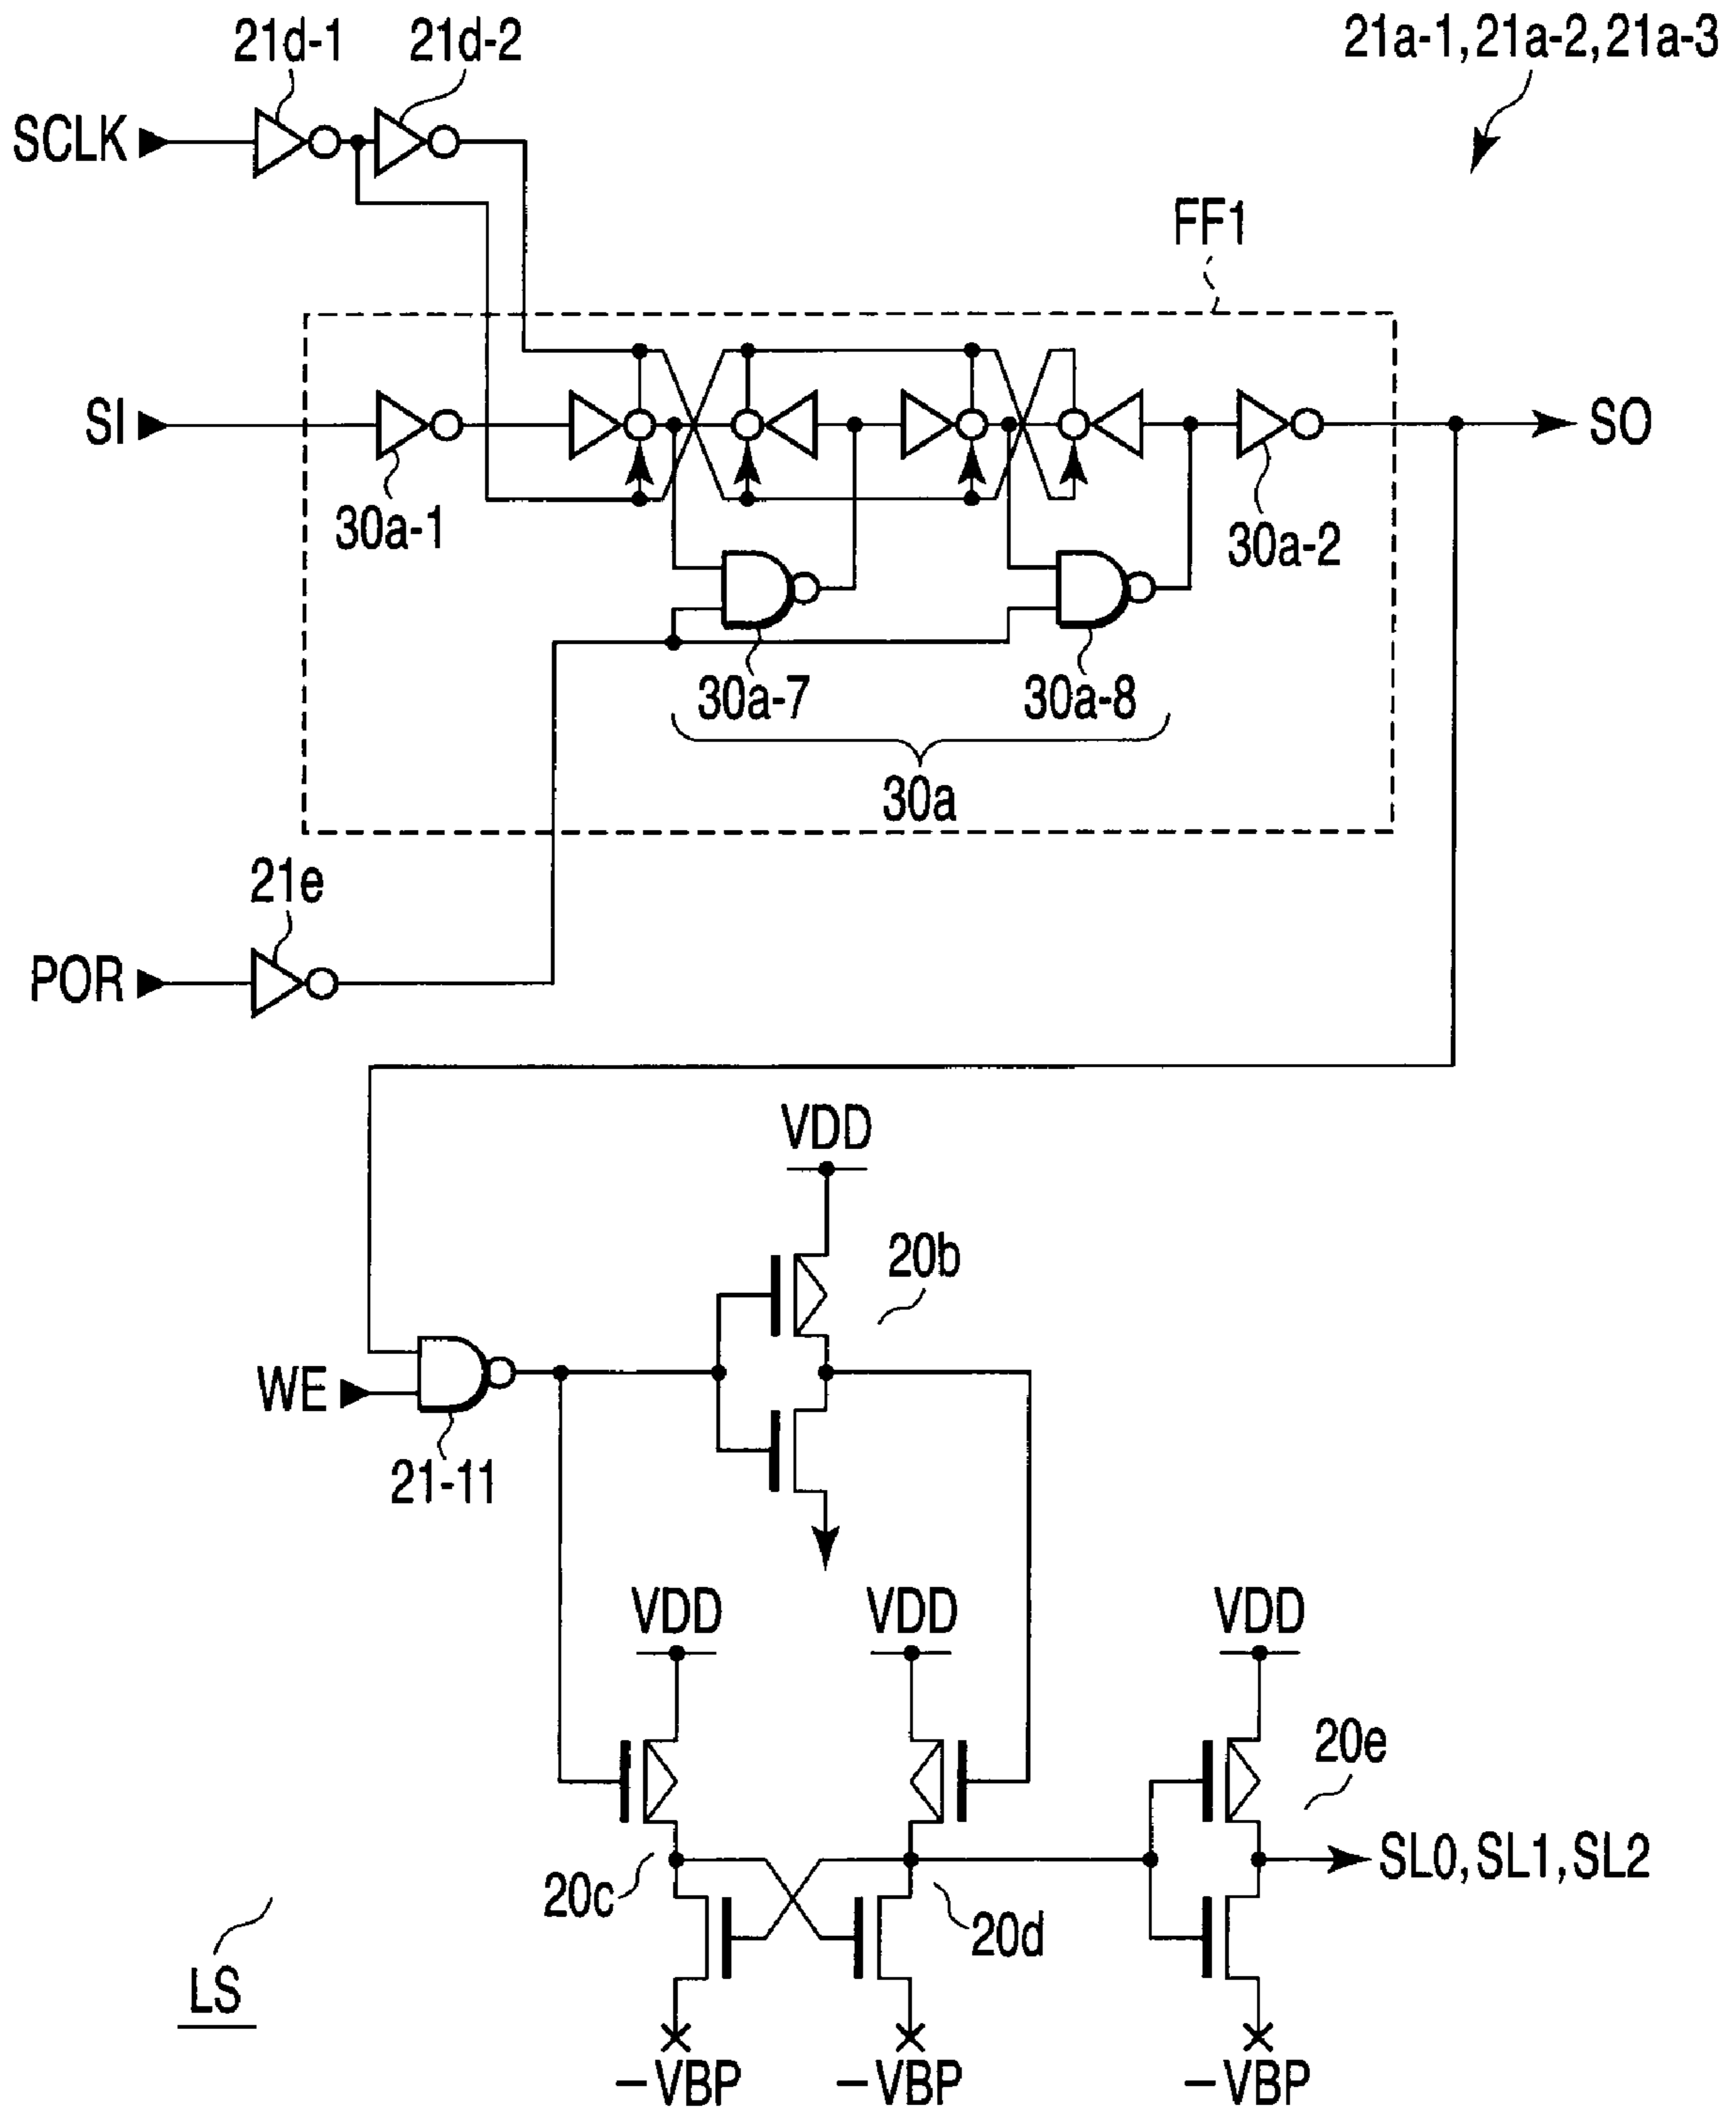 21d-1
21d-2
21a-1, 21a-2, 21a-3
SCLK
FF1
SI
SO
30a-1
30a-2
30a-7
30a-8
30a
21e
POR
VDD
20b
WE
21-11
VDD
VDD
VDD
20e
SL0, SL1, SL2
20c
20d
LS
-VBP
-VBP
-VBP